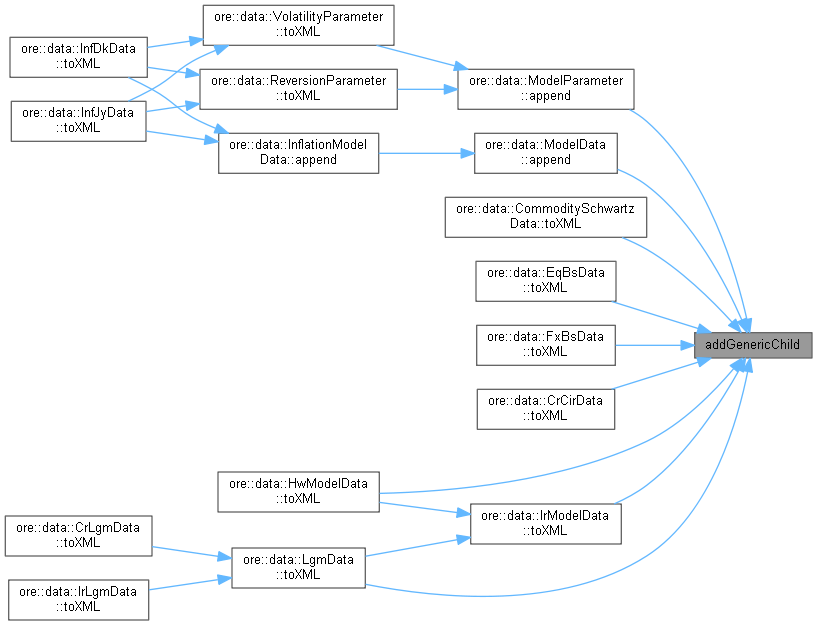 ore::data::VolatilityParameter
::toXML
ore::data::InfDkData
::toXML
ore::data::ReversionParameter
::toXML
ore::data::ModelParameter
::append
ore::data::InfJyData
::toXML
ore::data::InflationModel
Data::append
ore::data::ModelData
::append
ore::data::CommoditySchwartz
Data::toXML
ore::data::EqBsData
::toXML
ore::data::FxBsData
::toXML
addGenericChild
ore::data::CrCirData
::toXML
ore::data::HwModelData
::toXML
ore::data::IrModelData
::toXML
ore::data::CrLgmData
::toXML
ore::data::LgmData
::toXML
ore::data::IrLgmData
::toXML